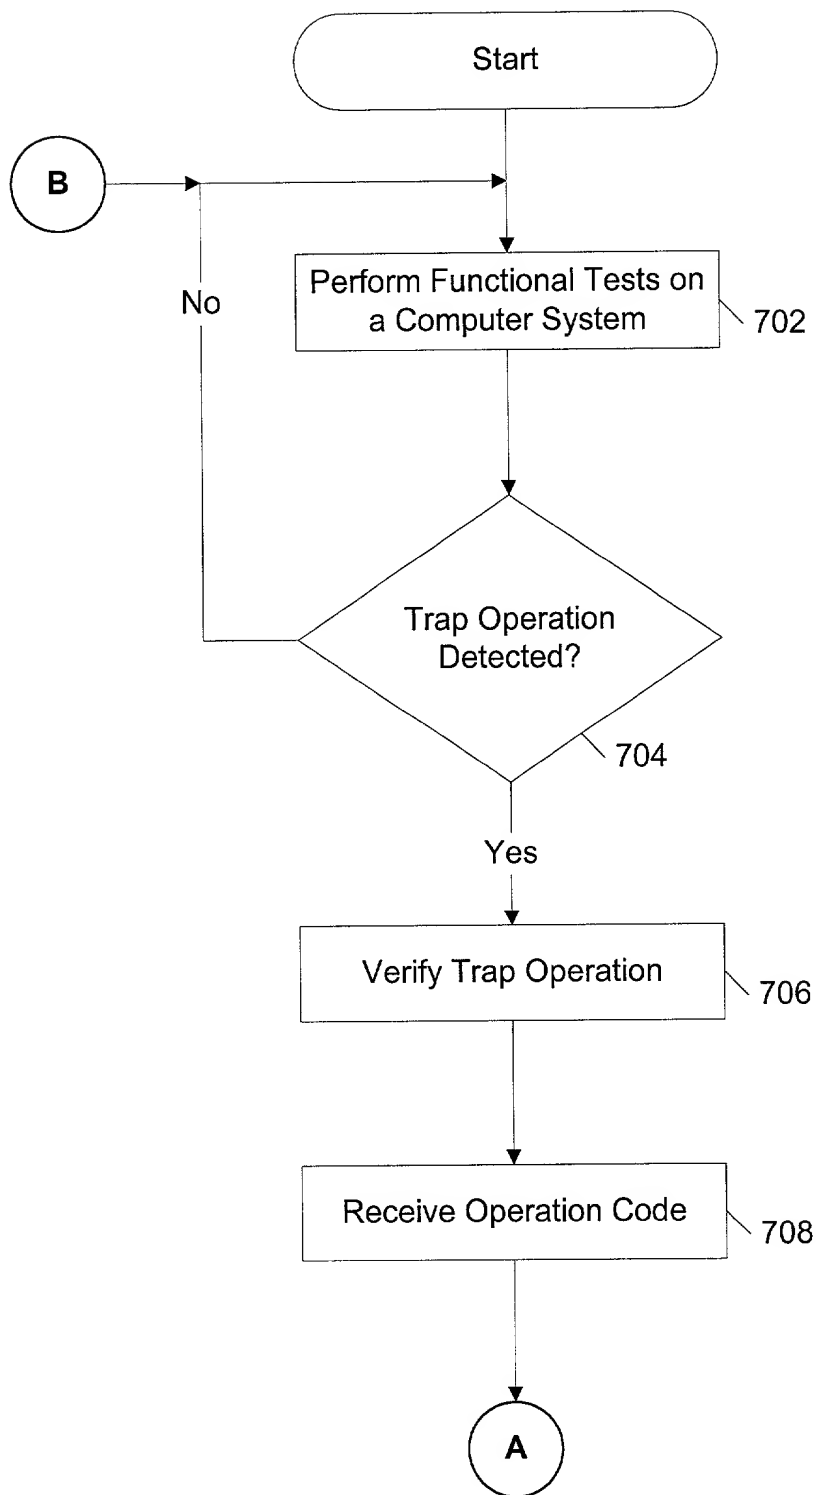 Start
B
No
Perform Functional Tests on
a Computer System
702
Trap Operation
Detected?
704
Yes
Verify Trap Operation
706
Receive Operation Code
708
A